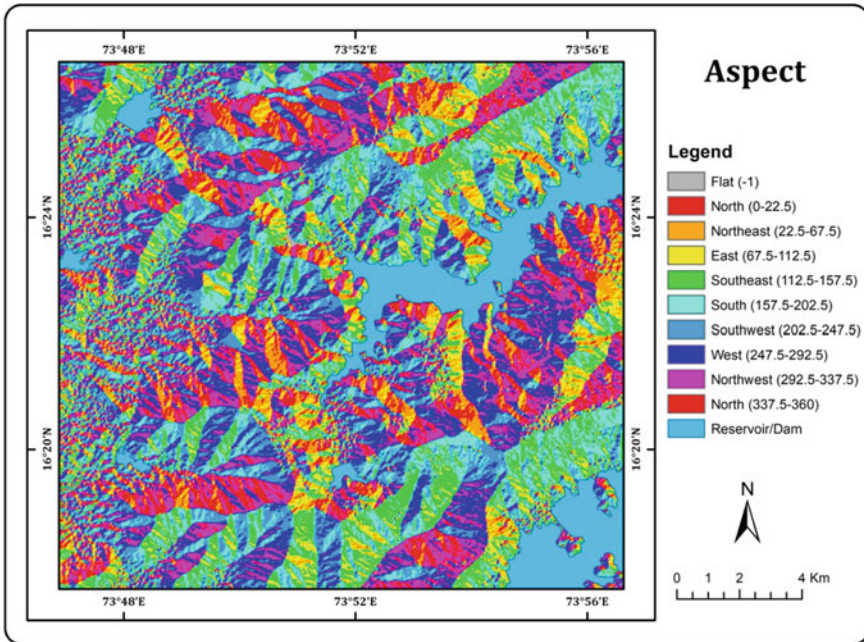 73°48'E 73°52'E 73°56'E
Aspect
Legend
Flat (-1)
North (0-22.5)
Northeast (22.5-67.5)
East (67.5-112.5)
Southeast (112.5-157.5)
South (157.5-202.5)
Southwest (202.5-247.5)
West (247.5-292.5)
Northwest (292.5-337.5)
North (337.5-360)
Reservoir/Dam
16°24'N 16°24'N
16°20'N 16°20'N
N
0 1 2 4 Km
73°48'E 73°52'E 73°56'E